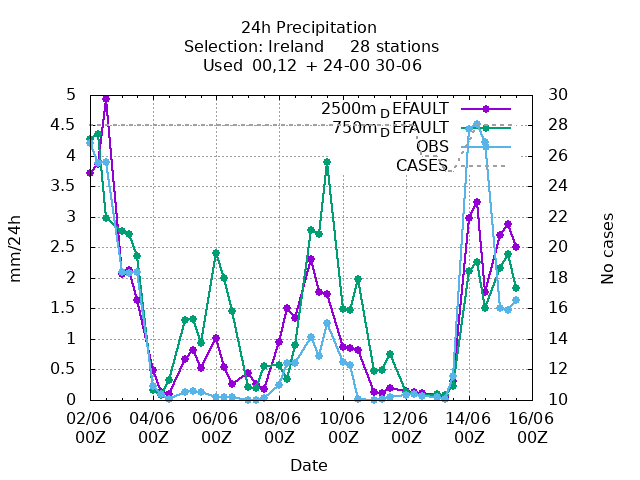 24h Precipitation
Selection: Ireland 28 stations
Used 00,12 + 24-00 30-06
5 30
4.5 28
4 26
3.5 24
3 22
2.5 20
2 18
1.5 16
1 14
0.5 12
0 10
2500m_DEFAULT
750m_DEFAULT
OBS
CASES
mm/24h
No cases
02/06 04/06 06/06 08/06 10/06 12/06 14/06 16/06
00Z 00Z 00Z 00Z 00Z 00Z 00Z 00Z
Date